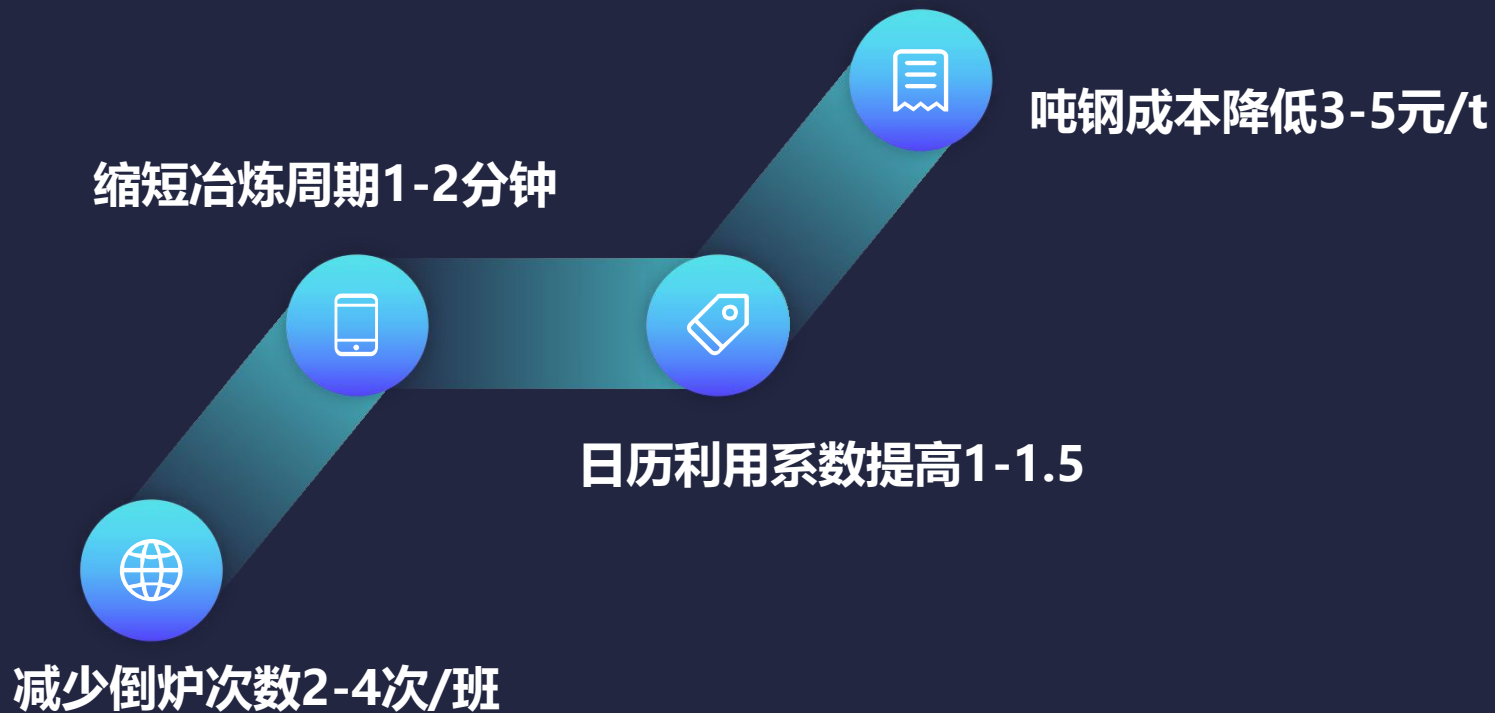 吨钢成本降低3-5元/t
缩短冶炼周期1-2分钟
日历利用系数提高1-1.5
减少倒炉次数2-4次/班